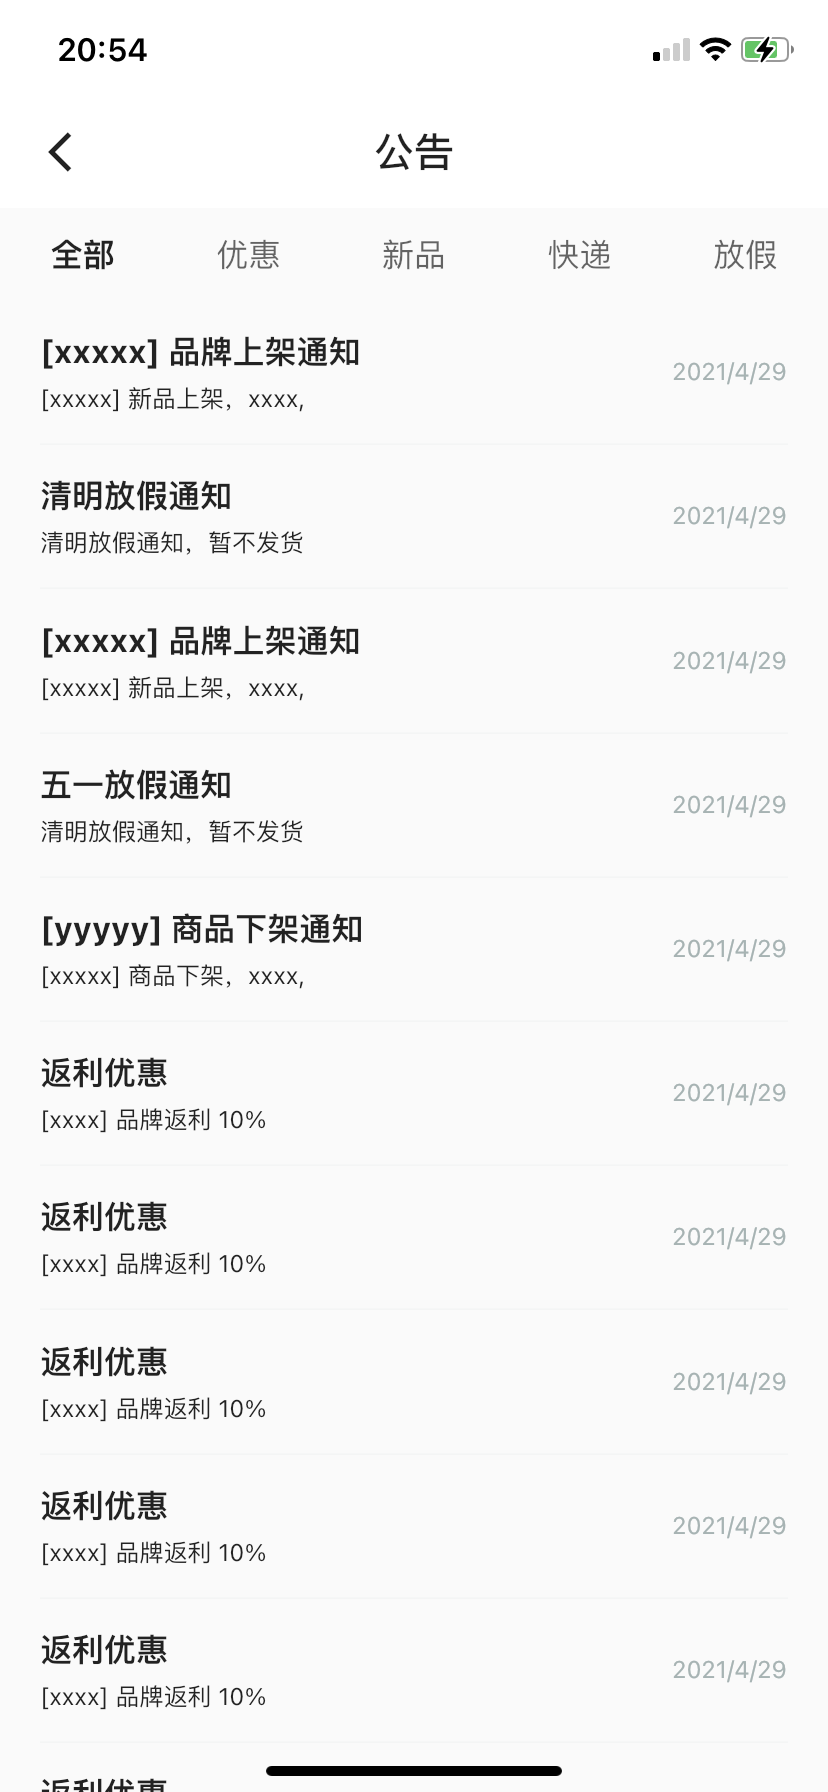 20:54
公告
全部 优惠 新品 快递 放假
[xxxxx] 品牌上架通知
2021/4/29
[xxxxx] 新品上架，xxxx,
清明放假通知
2021/4/29
清明放假通知，暂不发货
[xxxxx] 品牌上架通知
2021/4/29
[xxxxx] 新品上架，xxxx,
五一放假通知
2021/4/29
清明放假通知，暂不发货
[yyyyy] 商品下架通知
2021/4/29
[xxxxx] 商品下架，xxxx,
返利优惠
2021/4/29
[xxxx] 品牌返利 10%
返利优惠
2021/4/29
[xxxx] 品牌返利 10%
返利优惠
2021/4/29
[xxxx] 品牌返利 10%
返利优惠
2021/4/29
[xxxx] 品牌返利 10%
返利优惠
2021/4/29
[xxxx] 品牌返利 10%
返利优惠